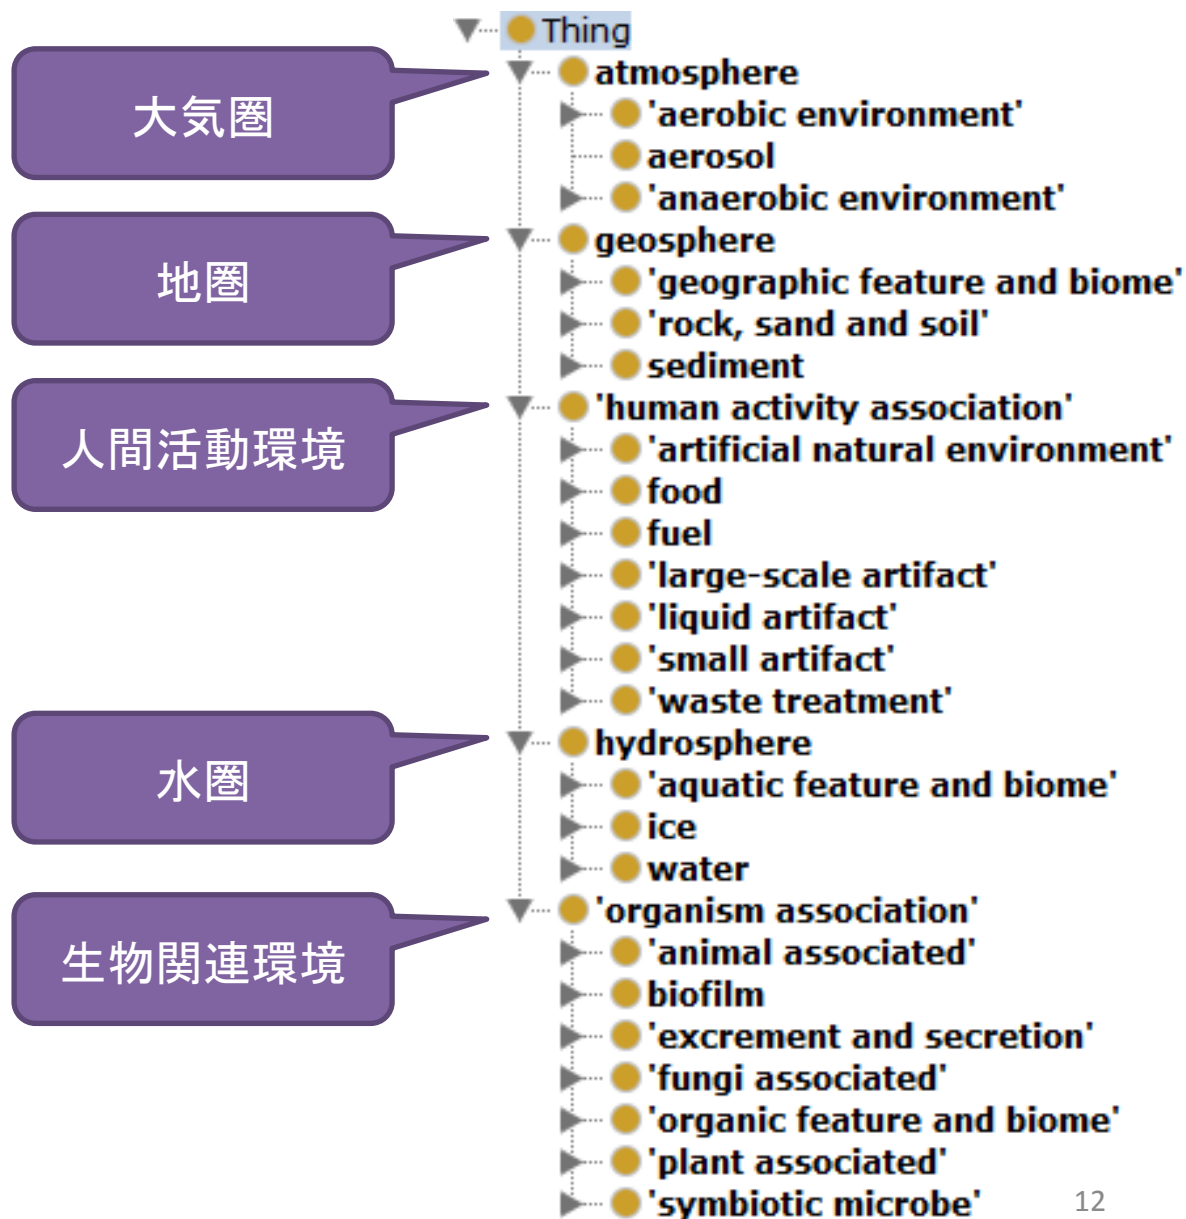 Thing
大気圏
atmosphere
'aerobic environment'
aerosol
'anaerobic environment'
地圏
geosphere
'geographic feature and biome'
'rock, sand and soil'
sediment
人間活動環境
'human activity association'
'artificial natural environment'
food
fuel
'large-scale artifact'
'liquid artifact'
'small artifact'
'waste treatment'
水圏
hydrosphere
'aquatic feature and biome'
ice
water
生物関連環境
'organism association'
'animal associated'
biofilm
'excrement and secretion'
'fungi associated'
'organic feature and biome'
'plant associated'
'symbiotic microbe'
12